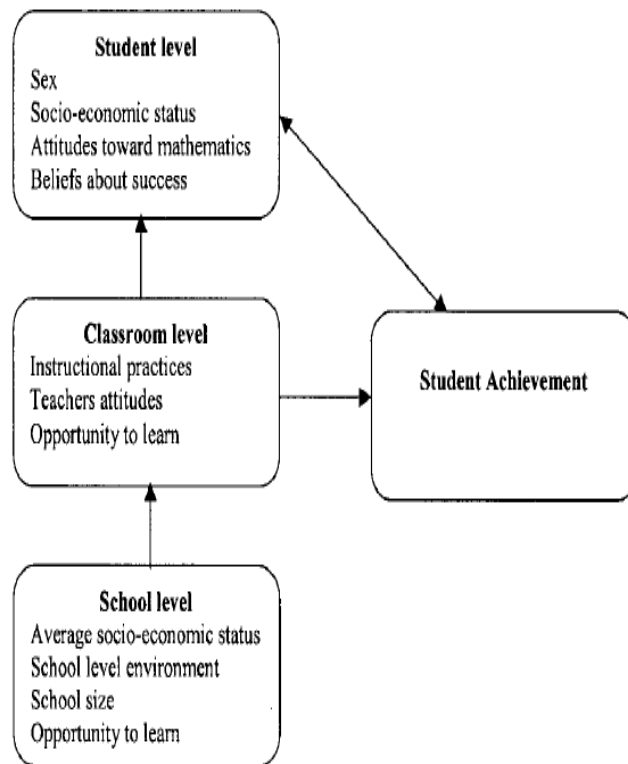 Student level
Sex
Socio-economic status
Attitudes toward mathematics
Beliefs about success
Classroom level
Instructional practices
Teachers attitudes
Opportunity to learn
Student Achievement
School level
Average socio-economic status
School level environment
School size
Opportunity to learn